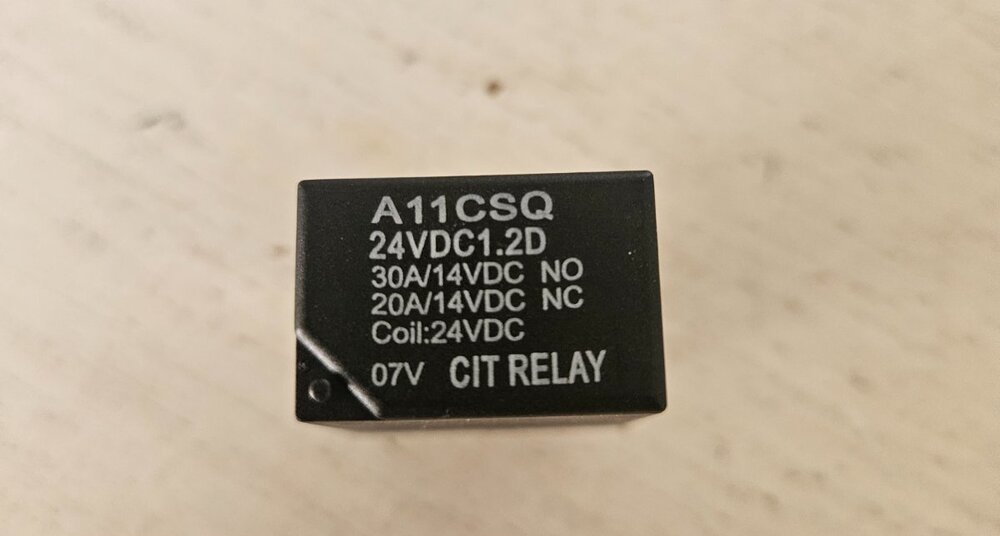 A11CSQ
24VDC1.2D
30A/14VDC NO
20A/14VDC NC
Coil:24VDC
07V CIT RELAY